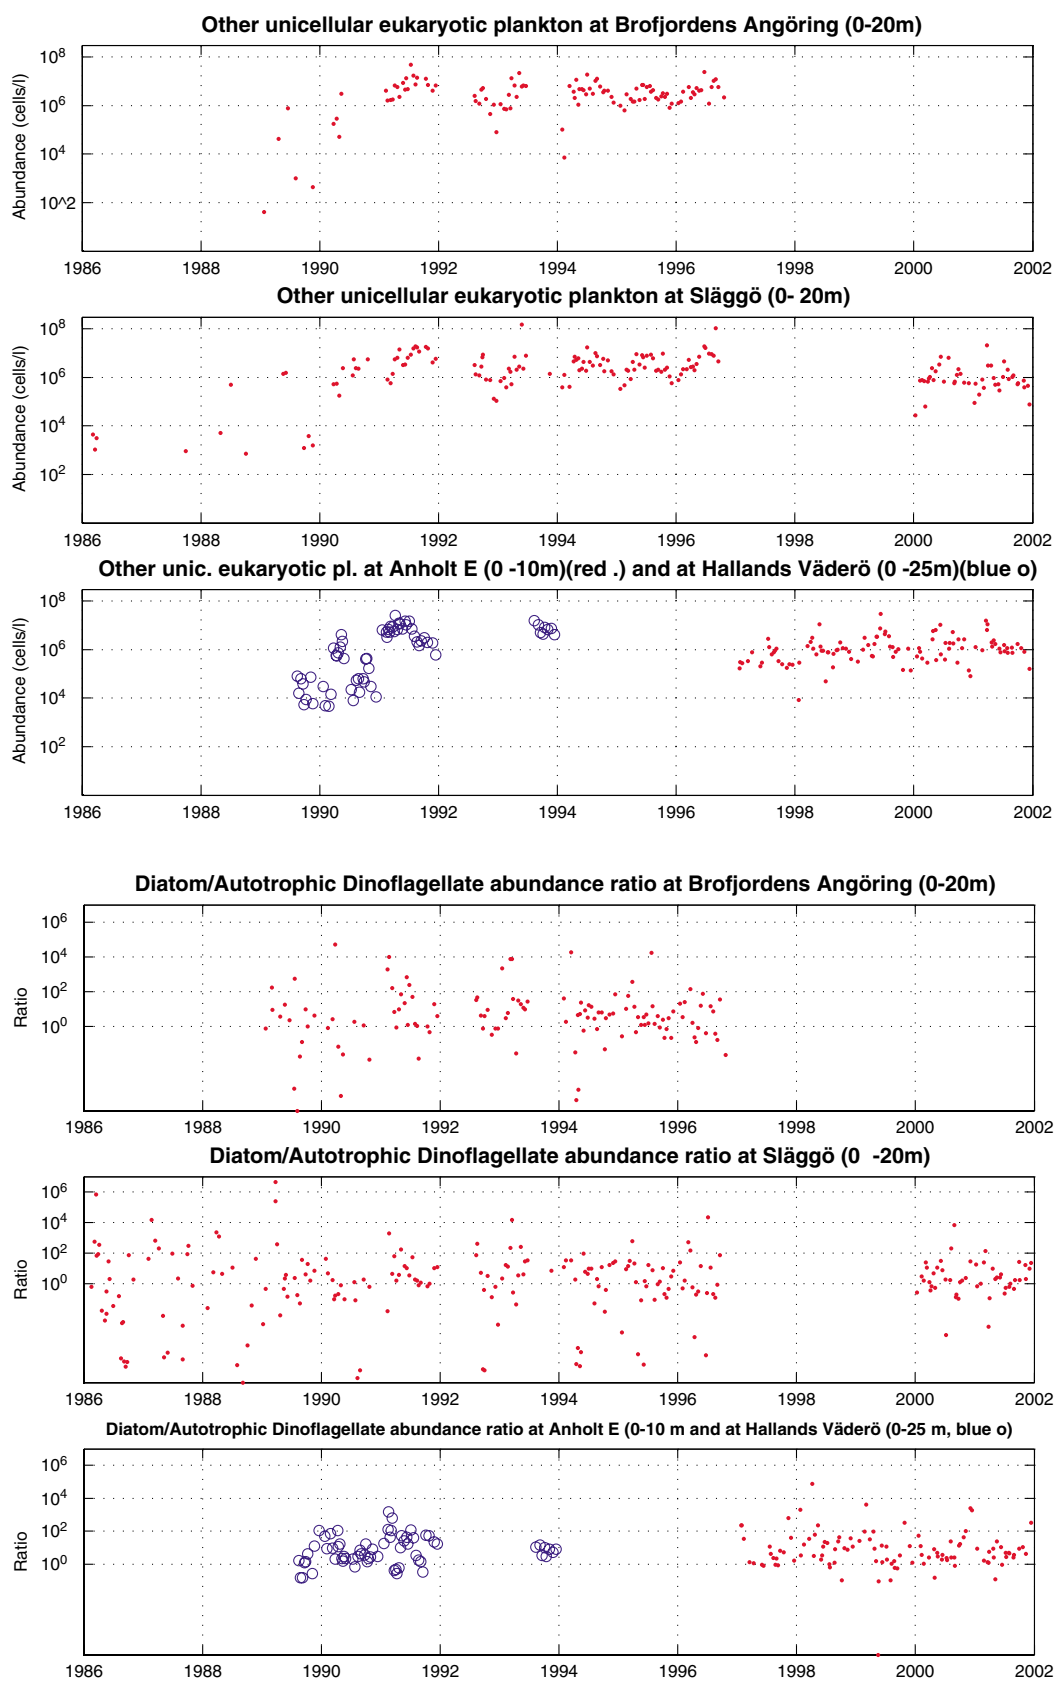 Other unicellular eukaryotic plankton at Brofjordens Angöring (0-20m)
Abundance (cells/l)
10^8
10^6
10^4
10^2
1986 1988 1990 1992 1994 1996 1998 2000 2002
Other unicellular eukaryotic plankton at Släggö (0- 20m)
Abundance (cells/l)
10^8
10^6
10^4
10^2
1986 1988 1990 1992 1994 1996 1998 2000 2002
Other unic. eukaryotic pl. at Anholt E (0 -10m)(red .) and at Hallands Väderö (0 -25m)(blue o)
Abundance (cells/l)
10^8
10^6
10^4
10^2
1986 1988 1990 1992 1994 1996 1998 2000 2002
Diatom/Autotrophic Dinoflagellate abundance ratio at Brofjordens Angöring (0-20m)
Ratio
10^6
10^4
10^2
10^0
1986 1988 1990 1992 1994 1996 1998 2000 2002
Diatom/Autotrophic Dinoflagellate abundance ratio at Släggö (0 -20m)
Ratio
10^6
10^4
10^2
10^0
1986 1988 1990 1992 1994 1996 1998 2000 2002
Diatom/Autotrophic Dinoflagellate abundance ratio at Anholt E (0-10 m and at Hallands Väderö (0-25 m, blue o)
Ratio
10^6
10^4
10^2
10^0
1986 1988 1990 1992 1994 1996 1998 2000 2002